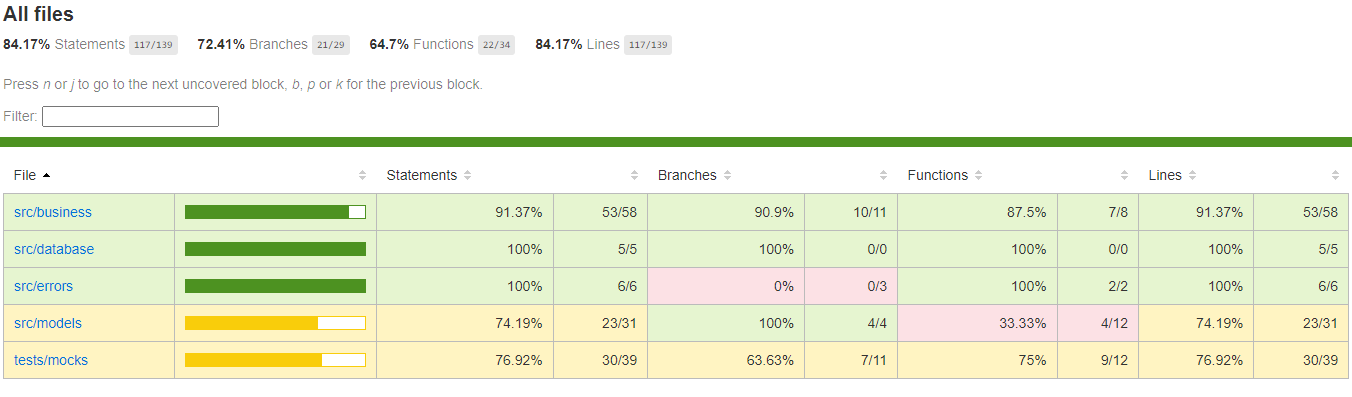 All files
84.17% Statements 117/139 72.41% Branches 21/29 64.7% Functions 22/34 84.17% Lines 117/139
Press n or j to go to the next uncovered block, b, p or k for the previous block.
Filter:
File Statements Branches Functions Lines
src/business 91.37% 53/58 90.9% 10/11 87.5% 7/8 91.37% 53/58
src/database 100% 5/5 100% 0/0 100% 0/0 100% 5/5
src/errors 100% 6/6 0% 0/3 100% 2/2 100% 6/6
src/models 74.19% 23/31 100% 4/4 33.33% 4/12 74.19% 23/31
tests/mocks 76.92% 30/39 63.63% 7/11 75% 9/12 76.92% 30/39